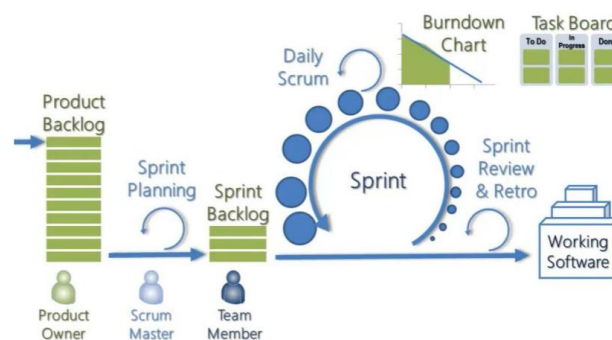 Burndown
Chart
Task Board
To Do
In
Progress
Don
Daily
Scrum
Product
Backlog
Sprint
Planning
Sprint
Backlog
Sprint
Sprint
Review
& Retro
Working
Software
Product
Owner
Scrum
Master
Team
Member